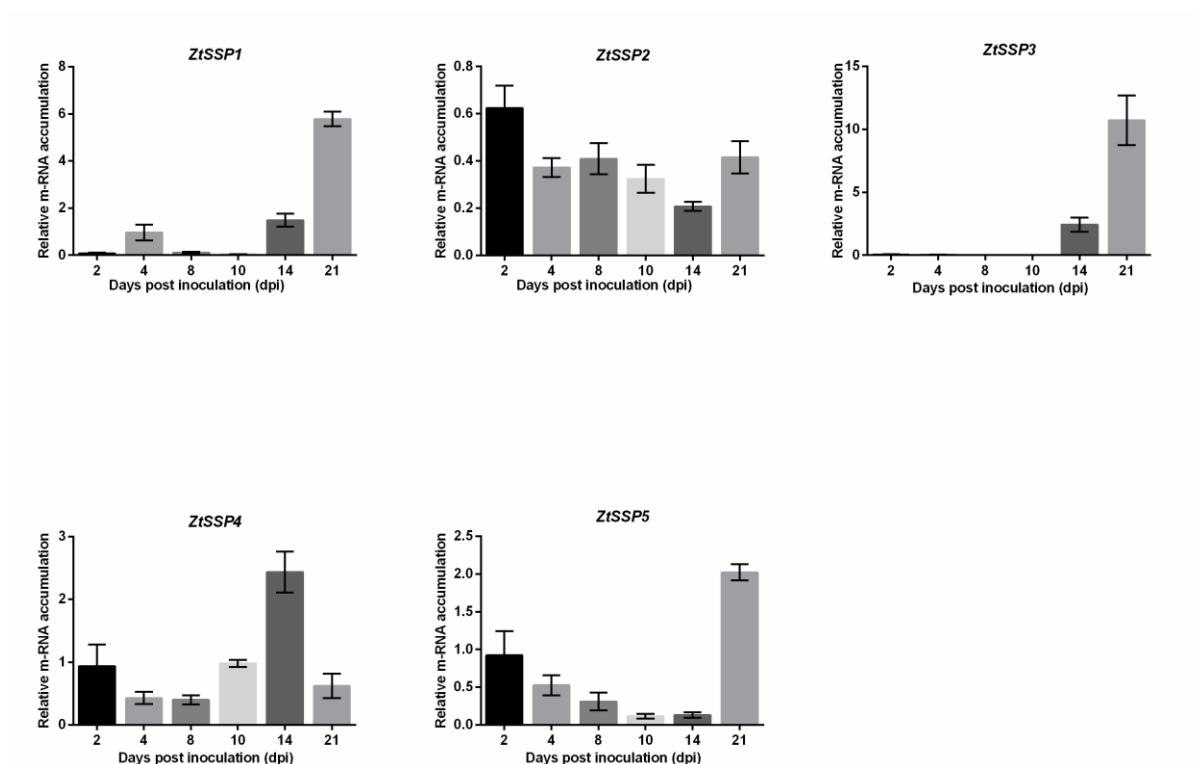 ZtSSP1
Relative m-RNA accumulation
8
6
4
2
0
2 4 8 10 14 21
Days post inoculation (dpi)
ZtSSP2
Relative m-RNA accumulation
0.8
0.6
0.4
0.2
0.0
2 4 8 10 14 21
Days post inoculation (dpi)
ZtSSP3
Relative m-RNA accumulation
15
10
5
0
2 4 8 10 14 21
Days post inoculation (dpi)
ZtSSP4
Relative m-RNA accumulation
3
2
1
0
2 4 8 10 14 21
Days post inoculation (dpi)
ZtSSP5
Relative m-RNA accumulation
2.5
2.0
1.5
1.0
0.5
0.0
2 4 8 10 14 21
Days post inoculation (dpi)